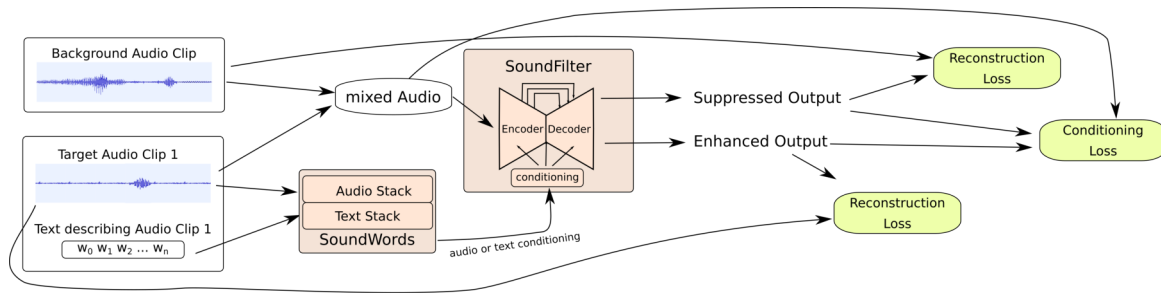 Background Audio Clip
Target Audio Clip 1
Text describing Audio Clip 1
w0 w1 w2 ... wn
mixed Audio
Audio Stack
Text Stack
SoundWords
audio or text conditioning
SoundFilter
Encoder
Decoder
conditioning
Suppressed Output
Enhanced Output
Reconstruction
Loss
Conditioning
Loss
Reconstruction
Loss